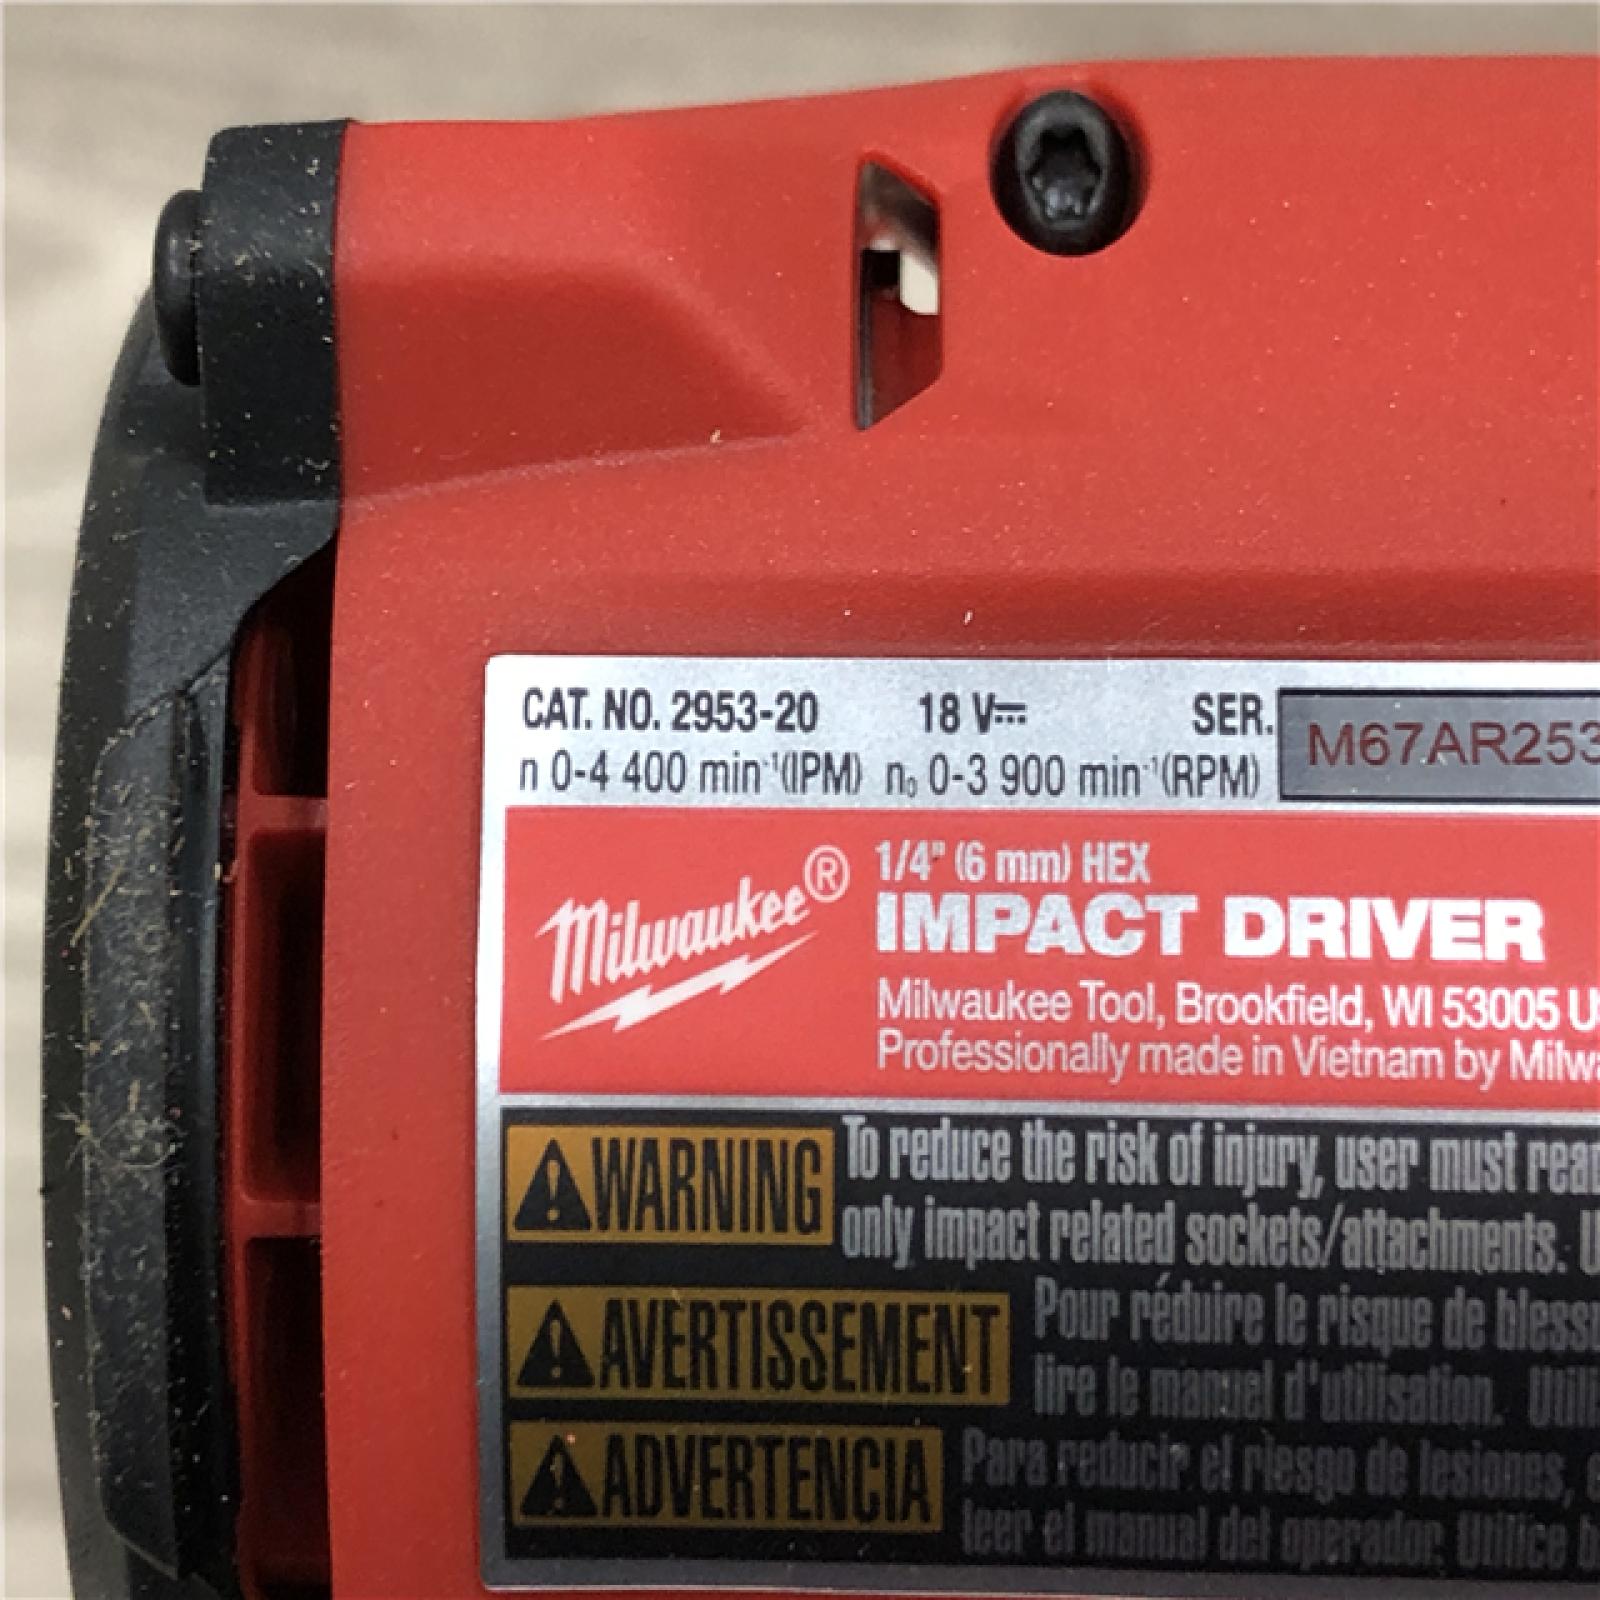 CAT. NO. 2953-20 18 V⎓ SER. M67AR253
n 0-4 400 min⁻¹(IPM) n₀ 0-3 900 min⁻¹(RPM)
Milwaukee®
1/4" (6 mm) HEX
IMPACT DRIVER
Milwaukee Tool, Brookfield, WI 53005
Professionally made in Vietnam by
WARNING To reduce the risk of injury, user must
only impact related sockets/attachments.
AVERTISSEMENT Pour réduire le risque de
lire le manuel d'utilisation.
ADVERTENCIA Para reducir el riesgo de lesiones,
leer el manual del operador. Utilice